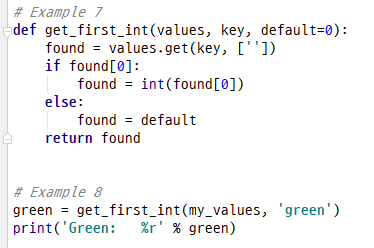 # Example 7
def get_first_int(values, key, default=0):
    found = values.get(key, [''])
    if found[0]:
        found = int(found[0])
    else:
        found = default
    return found


# Example 8
green = get_first_int(my_values, 'green')
print('Green:   %r' % green)